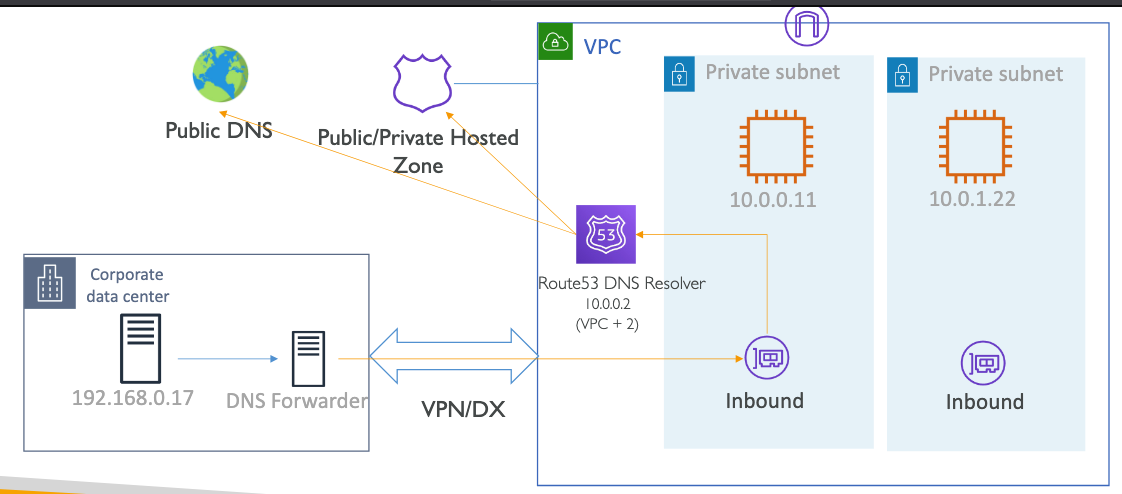 VPC
Private subnet
Private subnet
Public DNS
Public/Private Hosted
Zone
10.0.0.11
10.0.1.22
53
Corporate
data center
Route53 DNS Resolver
10.0.0.2
(VPC + 2)
192.168.0.17
DNS Forwarder
VPN/DX
Inbound
Inbound